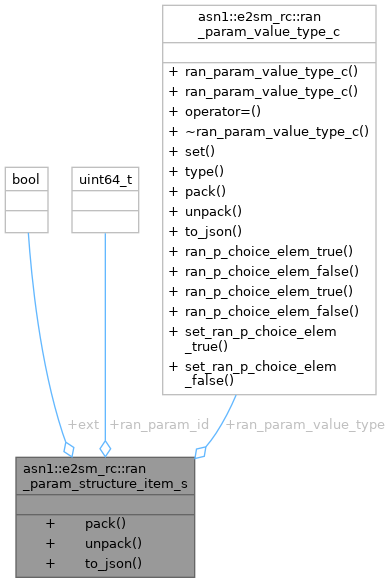 asn1::e2sm_rc::ran
_param_value_type_c
+ ran_param_value_type_c()
+ ran_param_value_type_c()
+ operator=()
+ ~ran_param_value_type_c()
+ set()
+ type()
+ pack()
+ unpack()
+ to_json()
+ ran_p_choice_elem_true()
+ ran_p_choice_elem_false()
+ ran_p_choice_elem_true()
+ ran_p_choice_elem_false()
+ set_ran_p_choice_elem
_true()
+ set_ran_p_choice_elem
_false()
bool
uint64_t
+ext
+ran_param_id
+ran_param_value_type
asn1::e2sm_rc::ran
_param_structure_item_s
+ pack()
+ unpack()
+ to_json()